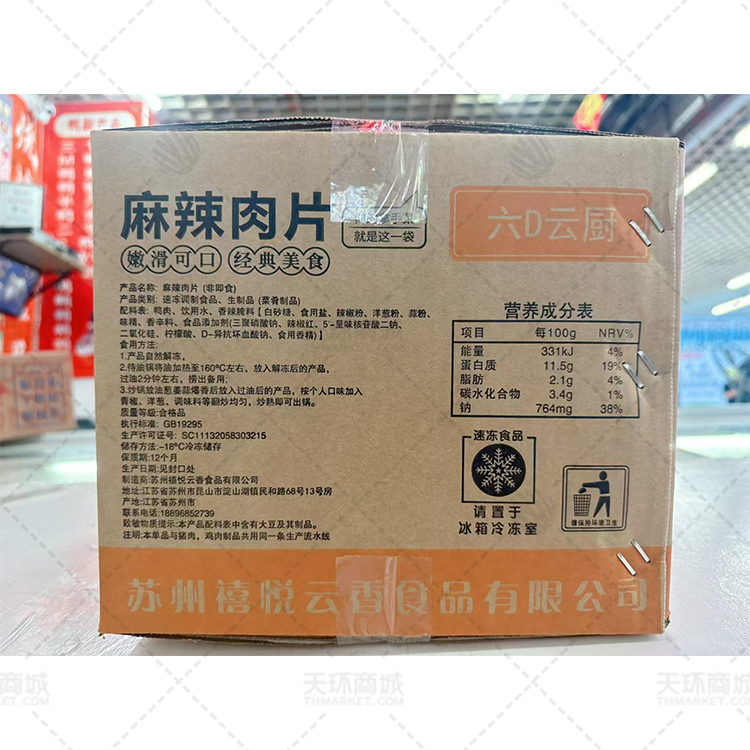 麻辣肉片
就是这一袋
六D云厨
嫩滑可口 经典美食
产品名称: 麻辣肉片 (非即食)
产品类别: 速冻调制食品、生制品 (菜肴制品)
配料表: 鸭肉、饮用水、香辣腌料【白砂糖、食用盐、辣椒粉、洋葱粉、蒜粉、
味精、香辛料、食品添加剂(三聚磷酸钠、辣椒红、5'-呈味核苷酸二钠、
二氧化硅、柠檬酸、D-异抗坏血酸钠、食用香精)】
食用方法:
1.产品自然解冻,
2.待油锅将油加热至160℃左右, 放入解冻后的产品,
过油2分钟左右, 捞出备用;
3.炒锅放油葱姜蒜爆香后放入过油后的产品, 按个人口味加入
青椒、洋葱、调味料等翻炒均匀, 炒熟即可出锅。
质量等级:合格品
执行标准: GB19295
生产许可证号: SC11132058303215
储存方法:-18℃冷冻储存
保质期:12个月
生产日期:见封口处
制造商:苏州禧悦云香食品有限公司
地址:江苏省苏州市昆山市淀山湖镇民和路68号13号房
产地:江苏省苏州市
联系电话:18896852739
致敏物质提示:本产品配料表中含有大豆及其制品。
注明:本单品与猪肉, 鸡肉制品共用同一条生产流水线
营养成分表
项目 每100g NRV%
能量 331kJ 4%
蛋白质 11.5g 19%
脂肪 2.1g 4%
碳水化合物 3.4g 1%
钠 764mg 38%
速冻食品
请置于
冰箱冷冻室
请保持环境卫生
苏州禧悦云香食品有限公司
天环商城
THMARKET.COM
天环商城
THMARKET.COM
天环商城
THMARKET.COM